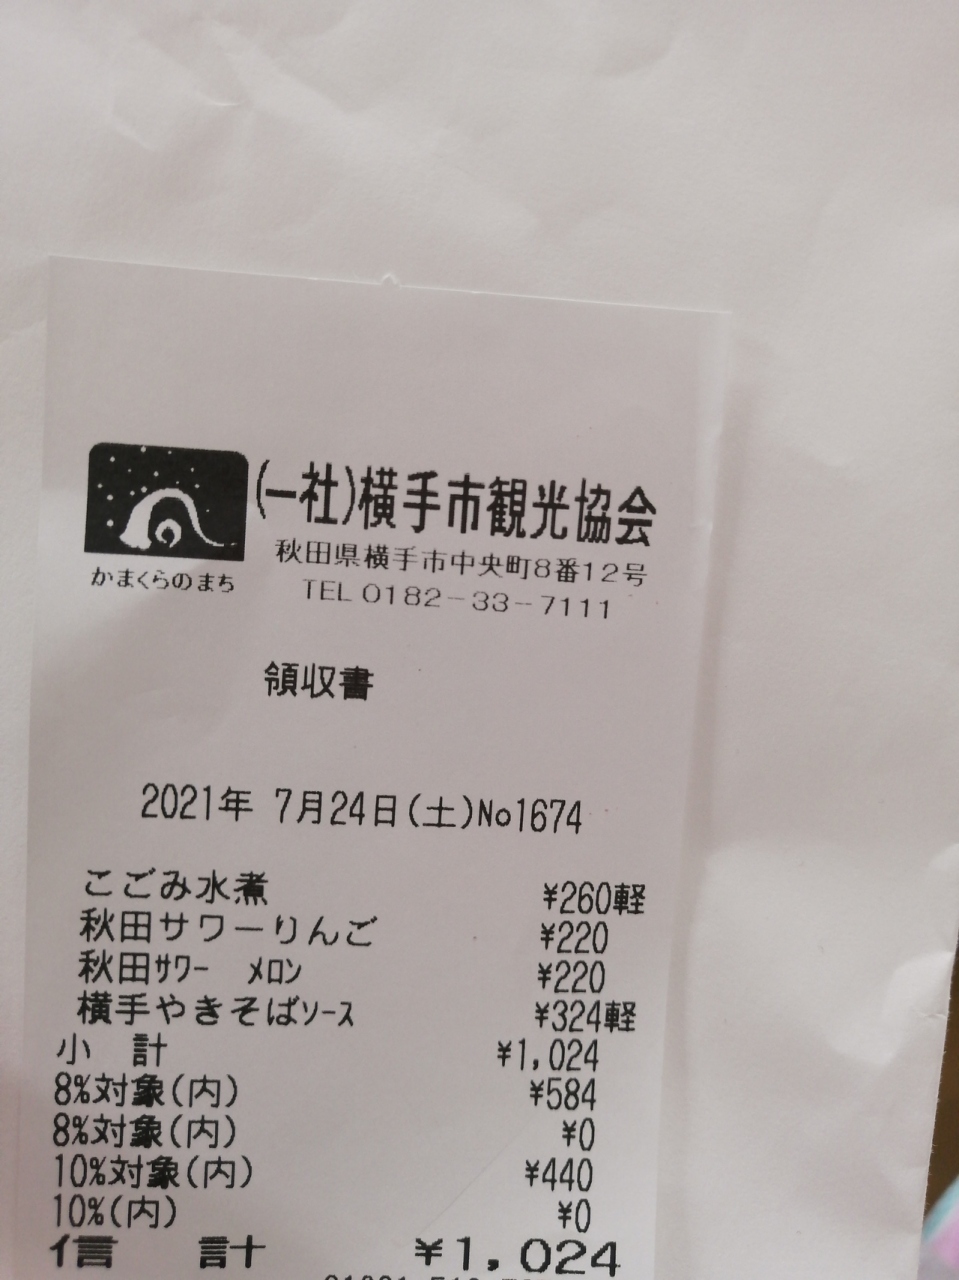 (一社)横手市観光協会
秋田県横手市中央町8番12号
かまくらのまち
TEL 0182-33-7111
領収書
2021年 7月24日(土)No1674
こごみ水煮 ¥260軽
秋田サワーりんご ¥220
秋田ｻﾜｰ ﾒﾛﾝ ¥220
横手やきそばｿｰｽ ¥324軽
小 計 ¥1,024
8%対象(内) ¥584
8%対象(内) ¥0
10%対象(内) ¥440
10%(内) ¥0
計 ¥1,024